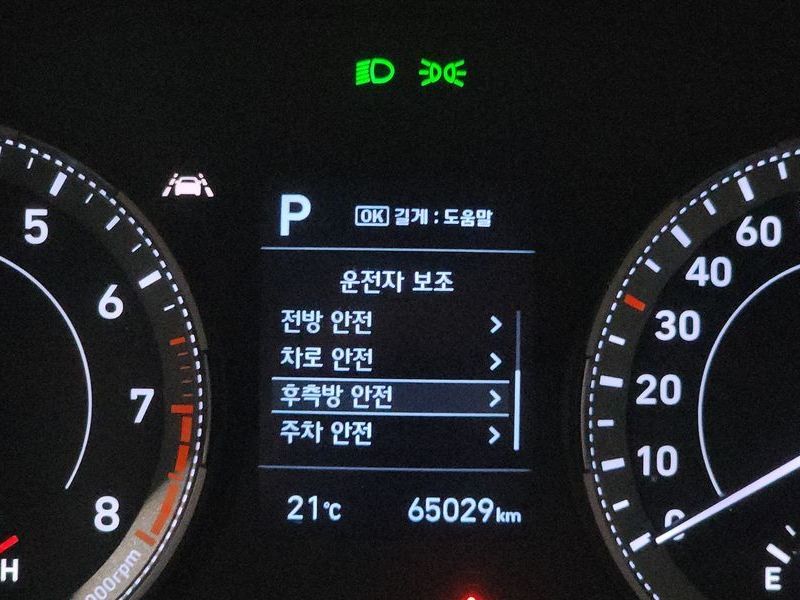 P
OK 길게 : 도움말
운전자 보조
전방 안전 >
차로 안전 >
후측방 안전 >
주차 안전 >
21°C
65029km
5
6
7
8
H
000rpm
60
40
30
20
10
0
E